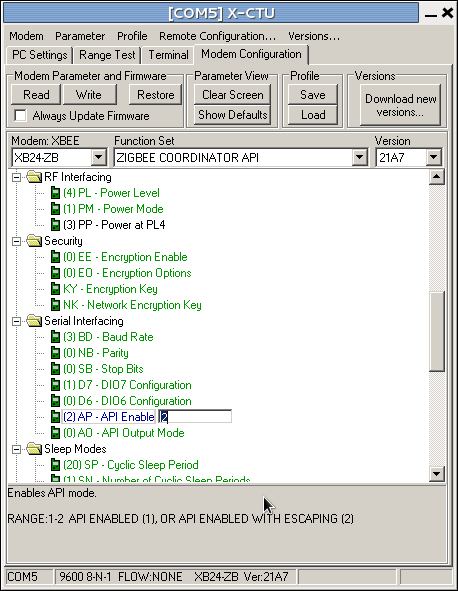 [COM5] X-CTU
Modem Parameter Profile Remote Configuration... Versions...
PC Settings Range Test Terminal Modem Configuration
Modem Parameter and Firmware Parameter View Profile Versions
Read Write Restore Clear Screen Save Download new versions...
Always Update Firmware Show Defaults Load
Modem: XBEE Function Set Version
XB24-ZB ZIGBEE COORDINATOR API 21A7
RF Interfacing
(4) PL - Power Level
(1) PM - Power Mode
(3) PP - Power at PL4
Security
(0) EE - Encryption Enable
(0) EO - Encryption Options
KY - Encryption Key
NK - Network Encryption Key
Serial Interfacing
(3) BD - Baud Rate
(0) NB - Parity
(0) SB - Stop Bits
(1) D7 - DIO7 Configuration
(0) D6 - DIO6 Configuration
(2) AP - API Enable 2
(0) AO - API Output Mode
Sleep Modes
(20) SP - Cyclic Sleep Period
(1) SN - Number of Cyclic Sleep Periods
Enables API mode.
RANGE:1-2 API ENABLED (1), OR API ENABLED WITH ESCAPING (2)
COM5 9600 8-N-1 FLOW:NONE XB24-ZB Ver:21A7